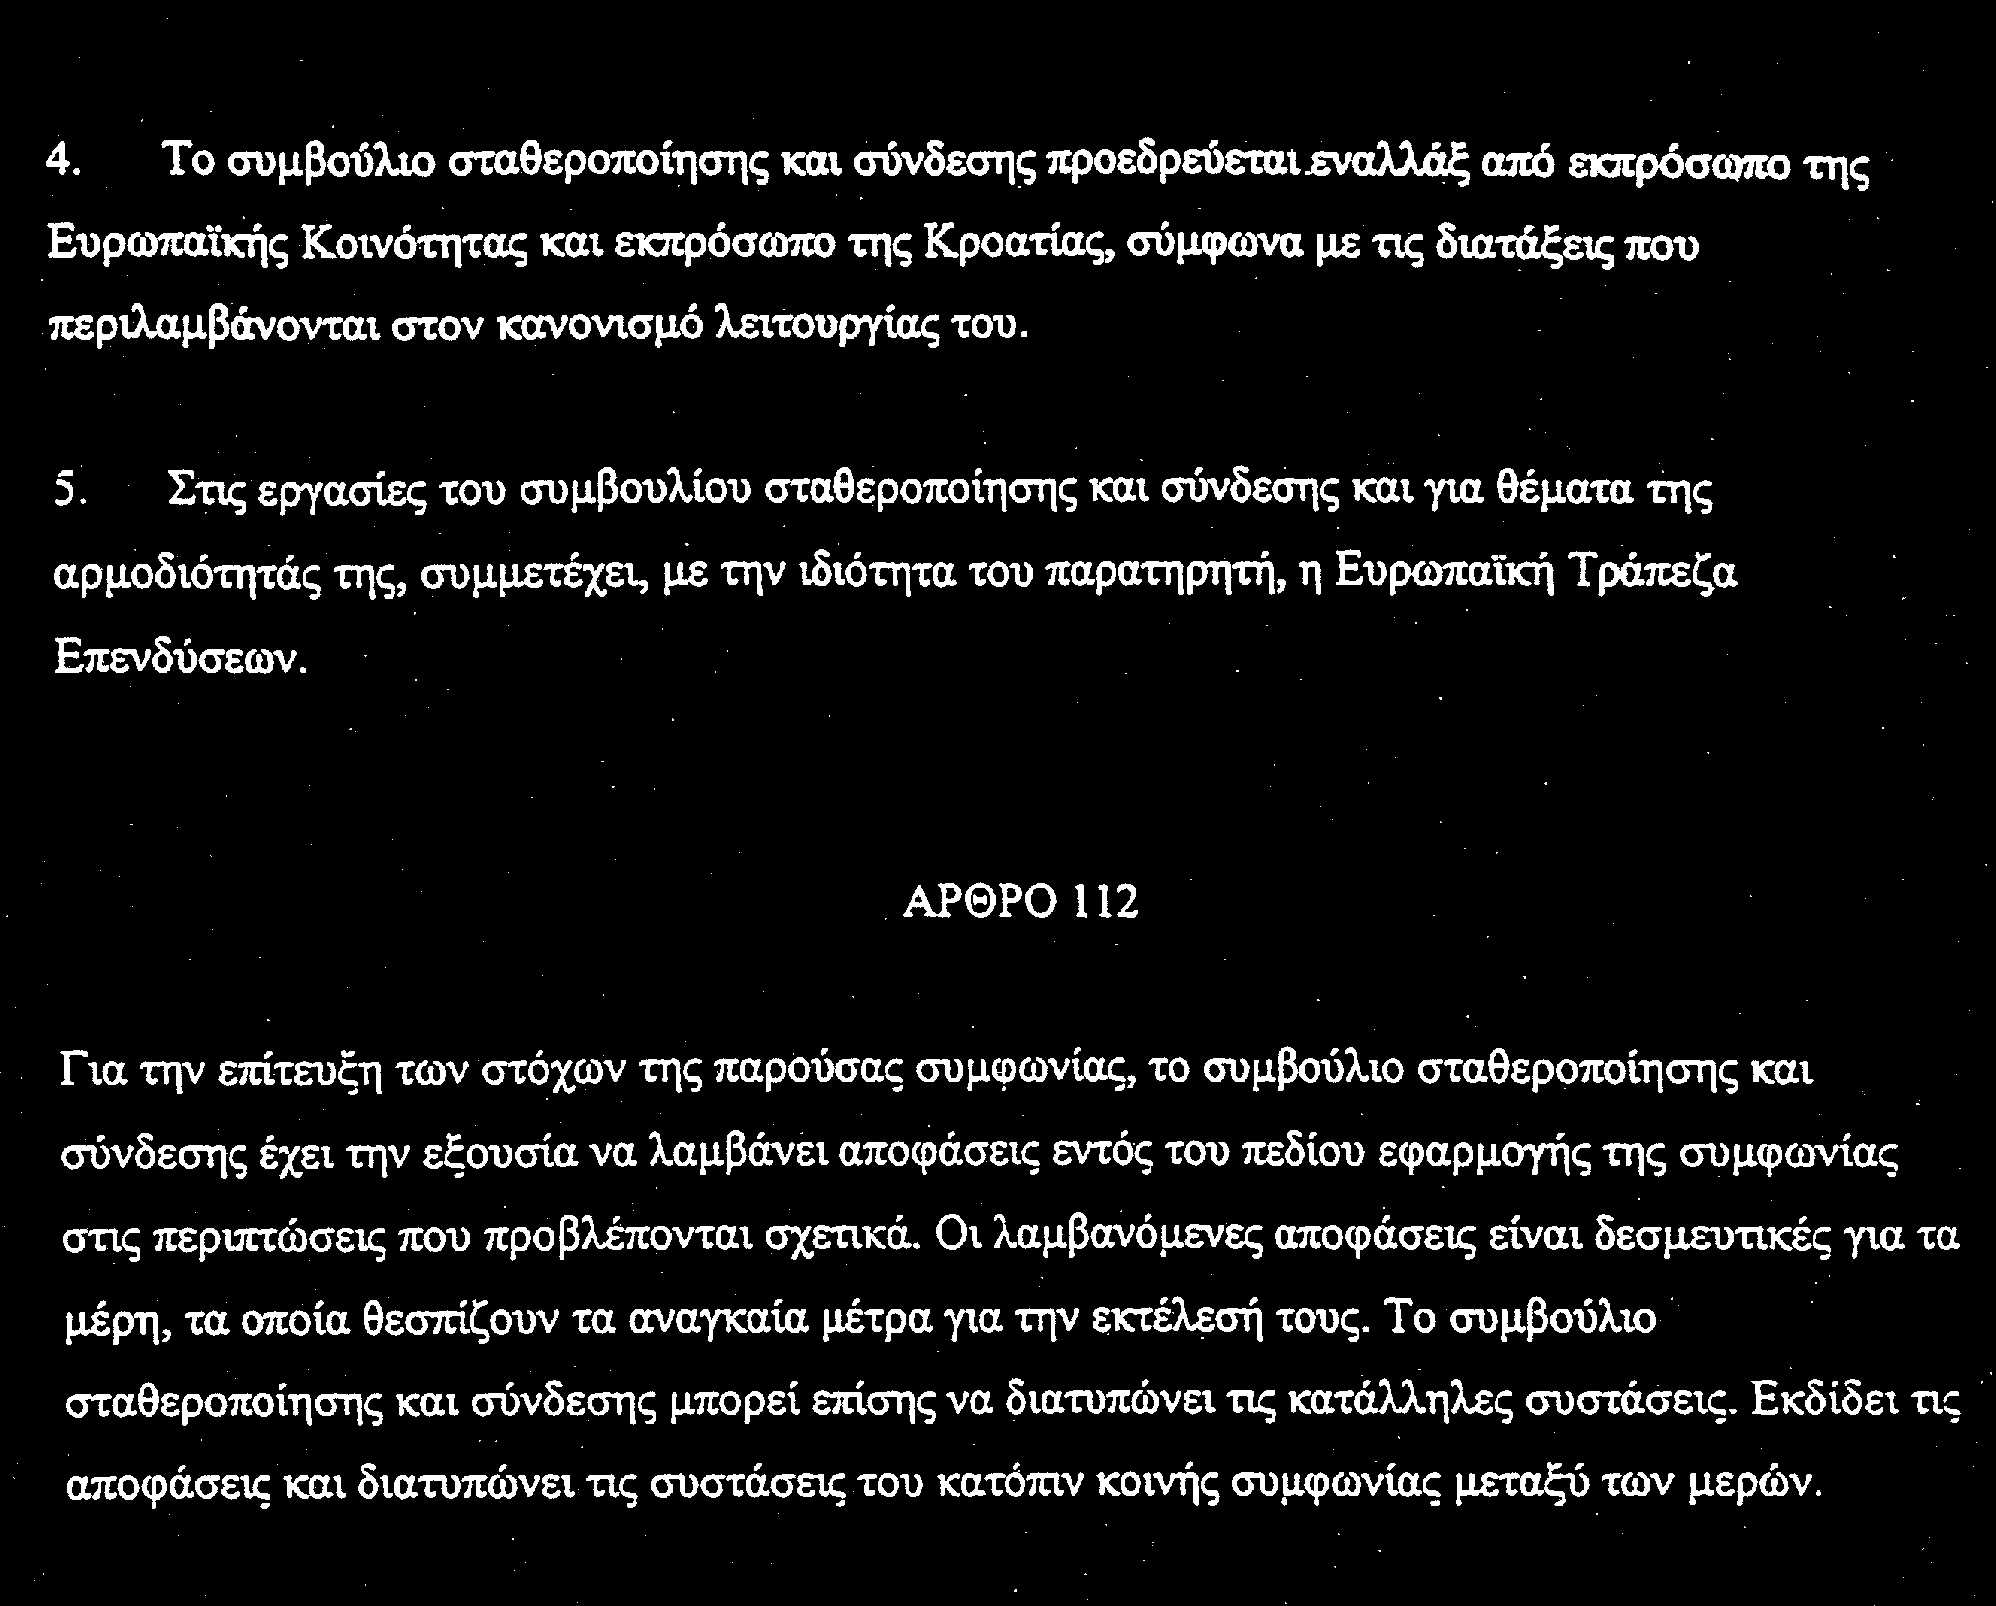 4. Το συμβούλιο σταθεροποίησης και σύνδεσης προεδρεύεται εναλλάξ από εκπρόσωπο της
Ευρωπαϊκής Κοινότητας και εκπρόσωπο της Κροατίας, σύμφωνα με τις διατάξεις που
περιλαμβάνονται στον κανονισμό λειτουργίας του.
5. Στις εργασίες του συμβουλίου σταθεροποίησης και σύνδεσης και για θέματα της
αρμοδιότητάς της, συμμετέχει, με την ιδιότητα του παρατηρητή, η Ευρωπαϊκή Τράπεζα
Επενδύσεων.
ΑΡΘΡΟ 112
Για την επίτευξη των στόχων της παρούσας συμφωνίας, το συμβούλιο σταθεροποίησης και
σύνδεσης έχει την εξουσία να λαμβάνει αποφάσεις εντός του πεδίου εφαρμογής της συμφωνίας
στις περιπτώσεις που προβλέπονται σχετικά. Οι λαμβανόμενες αποφάσεις είναι δεσμευτικές για τα
μέρη, τα οποία θεσπίζουν τα αναγκαία μέτρα για την εκτέλεσή τους. Το συμβούλιο
σταθεροποίησης και σύνδεσης μπορεί επίσης να διατυπώνει τις κατάλληλες συστάσεις. Εκδίδει τις
αποφάσεις και διατυπώνει τις συστάσεις του κατόπιν κοινής συμφωνίας μεταξύ των μερών.